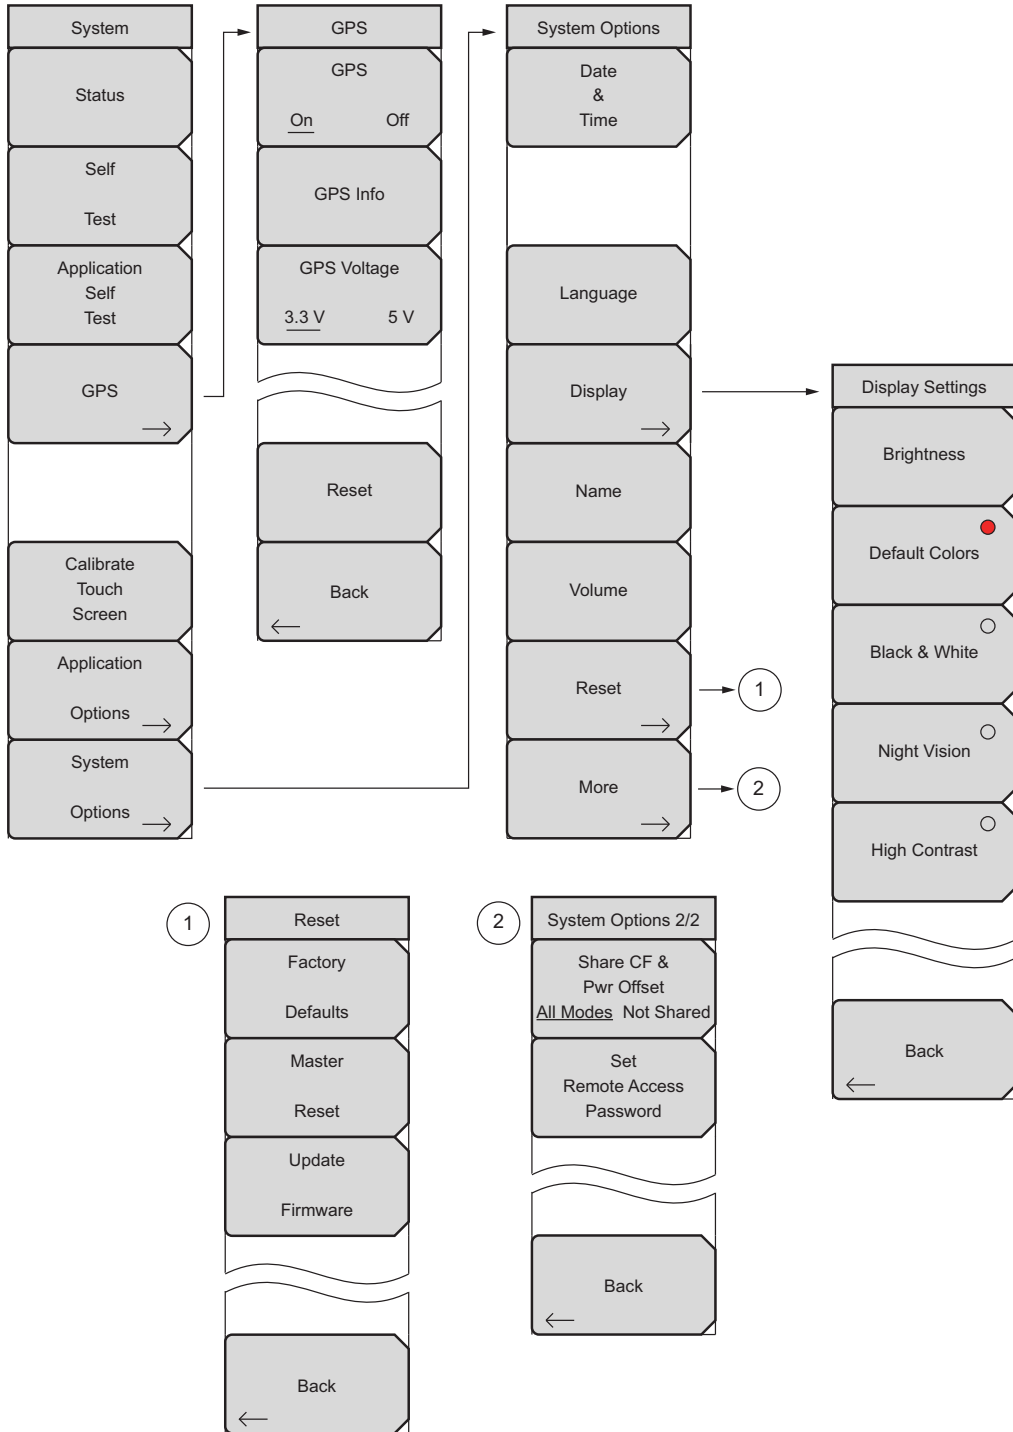 System
Status
Self
Test
Application
Self
Test
GPS
Calibrate
Touch
Screen
Application
Options
System
Options
GPS
GPS
On Off
GPS Info
GPS Voltage
3.3 V 5 V
Reset
Back
System Options
Date
&
Time
Language
Display
Name
Volume
Reset
1
More
2
Display Settings
Brightness
Default Colors
Black & White
Night Vision
High Contrast
Back
1
Reset
Factory
Defaults
Master
Reset
Update
Firmware
Back
2
System Options 2/2
Share CF &
Pwr Offset
All Modes Not Shared
Set
Remote Access
Password
Back